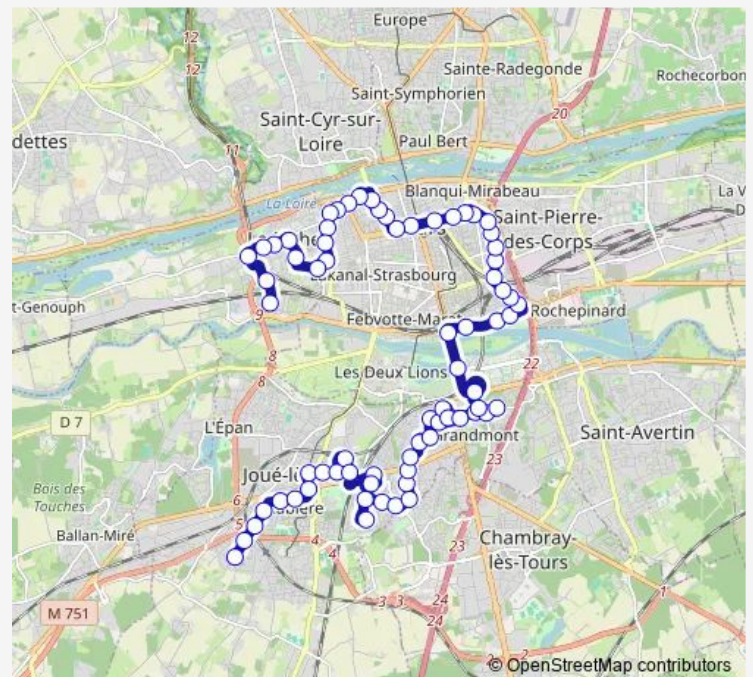 Europe
12
12
Sainte-Radegonde
Rochecorbon
Saint-Symphorien
20
Saint-Cyr-sur-
Loire
dettes
11
Paul Bert
La Loire
Blanqui-Mirabeau
La V
D
Saint-Pierre-
des-Corps
Lakanal-Strasbourg
t-Genouph
9
Rochepinard
8
8
22
Les Deux Lions
D 7
L'Épan
Saint-Avertin
23
Bois des
Touches
6
5
Ballan-Miré
4
4
23
Chambray-
lès-Tours
M 751
3
3
24
24
1
2
2
© OpenStreetMap contributors